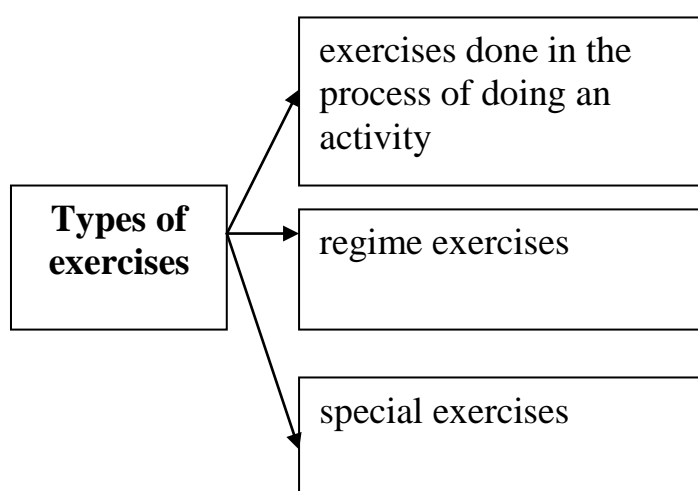 exercises done in the
process of doing an
activity
Types of
exercises
regime exercises
special exercises